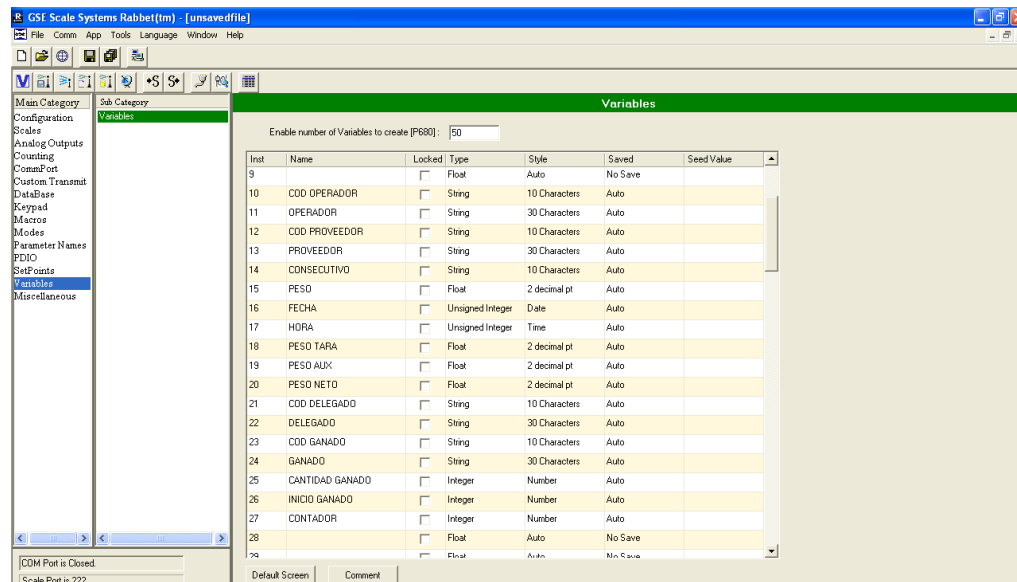 GSE Scale Systems Rabbet(tm) - [unsavedfile]
File Comm App Tools Language Window Help
Main Category
Configuration
Scales
Analog Outputs
Counting
CommPort
Custom Transmit
DataBase
Keypad
Macros
Modes
Parameter Names
PDIO
SetPoints
Variables
Miscellaneous
Sub Category
Variables
Variables
Enable number of Variables to create [P680] : 50
Inst Name Locked Type Style Saved Seed Value
9 Float Auto No Save
10 COD OPERADOR String 10 Characters Auto
11 OPERADOR String 30 Characters Auto
12 COD PROVEEDOR String 10 Characters Auto
13 PROVEEDOR String 30 Characters Auto
14 CONSECUTIVO String 10 Characters Auto
15 PESO Float 2 decimal pt Auto
16 FECHA Unsigned Integer Date Auto
17 HORA Unsigned Integer Time Auto
18 PESO TARA Float 2 decimal pt Auto
19 PESO AUX Float 2 decimal pt Auto
20 PESO NETO Float 2 decimal pt Auto
21 COD DELEGADO String 10 Characters Auto
22 DELEGADO String 30 Characters Auto
23 COD GANADO String 10 Characters Auto
24 GANADO String 30 Characters Auto
25 CANTIDAD GANADO Integer Number Auto
26 INICIO GANADO Integer Number Auto
27 CONTADOR Integer Number Auto
28 Float Auto No Save
29 Float Auto No Save
COM Port is Closed.
Scale Port is ???
Default Screen Comment